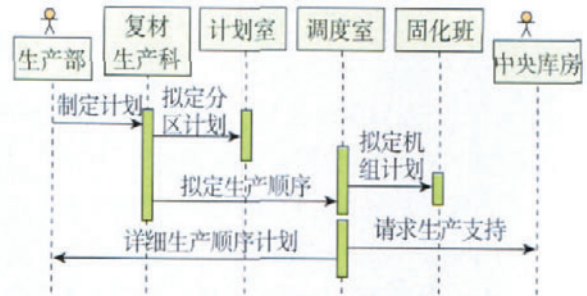 生产部
复材
生产科
计划室
调度室
固化班
中央库房
制定计划
拟定分
区计划
拟定机
组计划
拟定生产顺序
请求生产支持
详细生产顺序计划